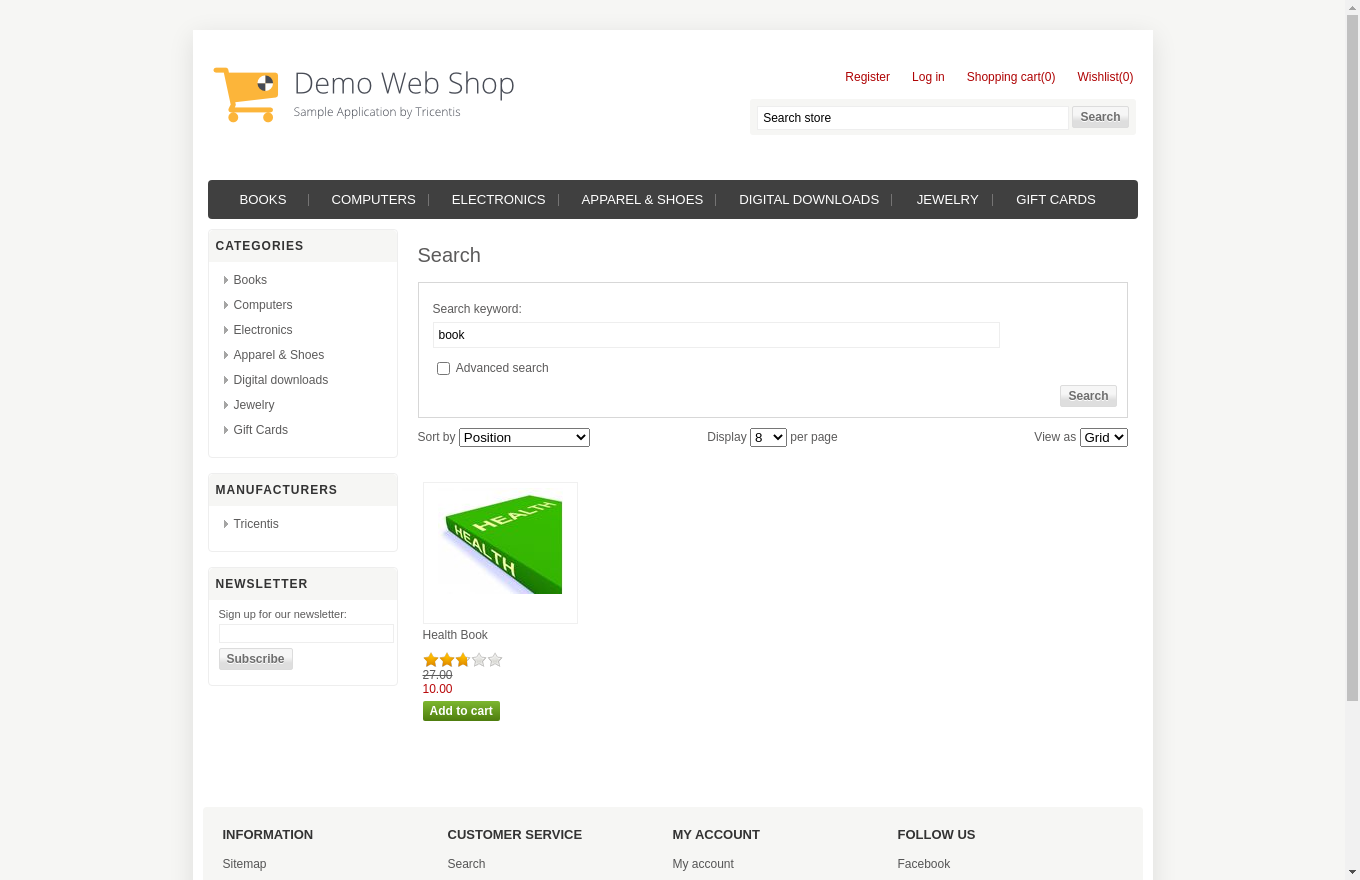 Demo Web Shop
Sample Application by Tricentis
Register Log in Shopping cart(0) Wishlist(0)
Search store Search
BOOKS COMPUTERS ELECTRONICS APPAREL & SHOES DIGITAL DOWNLOADS JEWELRY GIFT CARDS
CATEGORIES
Books
Computers
Electronics
Apparel & Shoes
Digital downloads
Jewelry
Gift Cards
MANUFACTURERS
Tricentis
NEWSLETTER
Sign up for our newsletter:
Subscribe
Search
Search keyword:
book
Advanced search
Search
Sort by Position Display 8 per page View as Grid
HEALTH
HEALTH
Health Book
27.00
10.00
Add to cart
INFORMATION CUSTOMER SERVICE MY ACCOUNT FOLLOW US
Sitemap Search My account Facebook